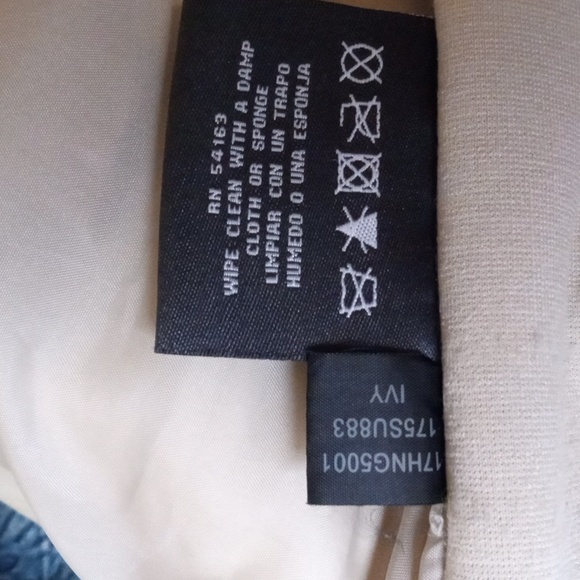 RN 54163
WIPE CLEAN WITH A DAMP
CLOTH OR SPONGE
LIMPIAR CON UN TRAPO
HUMEDO O UNA ESPONJA
17HNG5001
175SU883
IVY